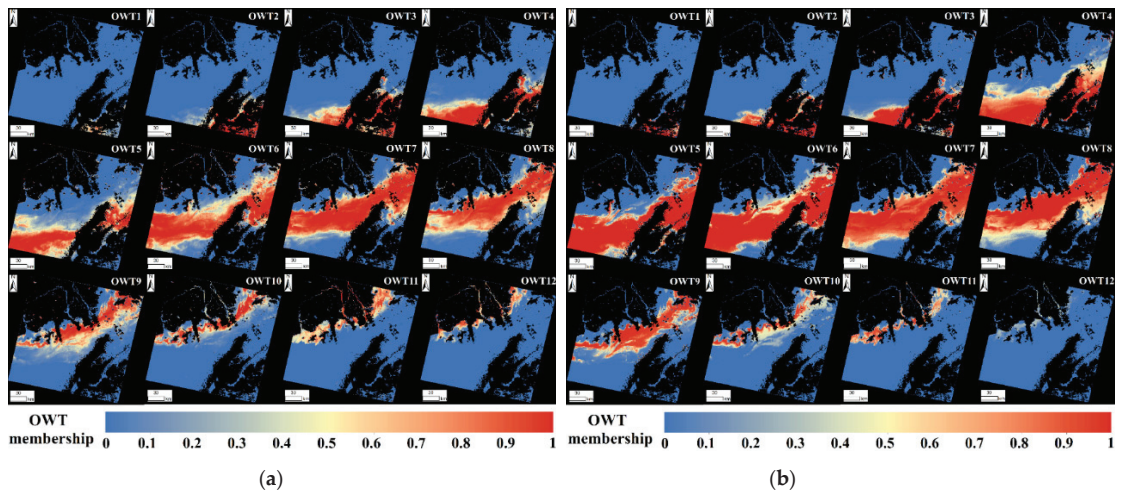 OWT1 OWT2 OWT3 OWT4
OWT5 OWT6 OWT7 OWT8
OWT9 OWT10 OWT11 OWT12
OWT
membership
0 0.1 0.2 0.3 0.4 0.5 0.6 0.7 0.8 0.9 1
(a)
OWT1 OWT2 OWT3 OWT4
OWT5 OWT6 OWT7 OWT8
OWT9 OWT10 OWT11 OWT12
OWT
membership
0 0.1 0.2 0.3 0.4 0.5 0.6 0.7 0.8 0.9 1
(b)